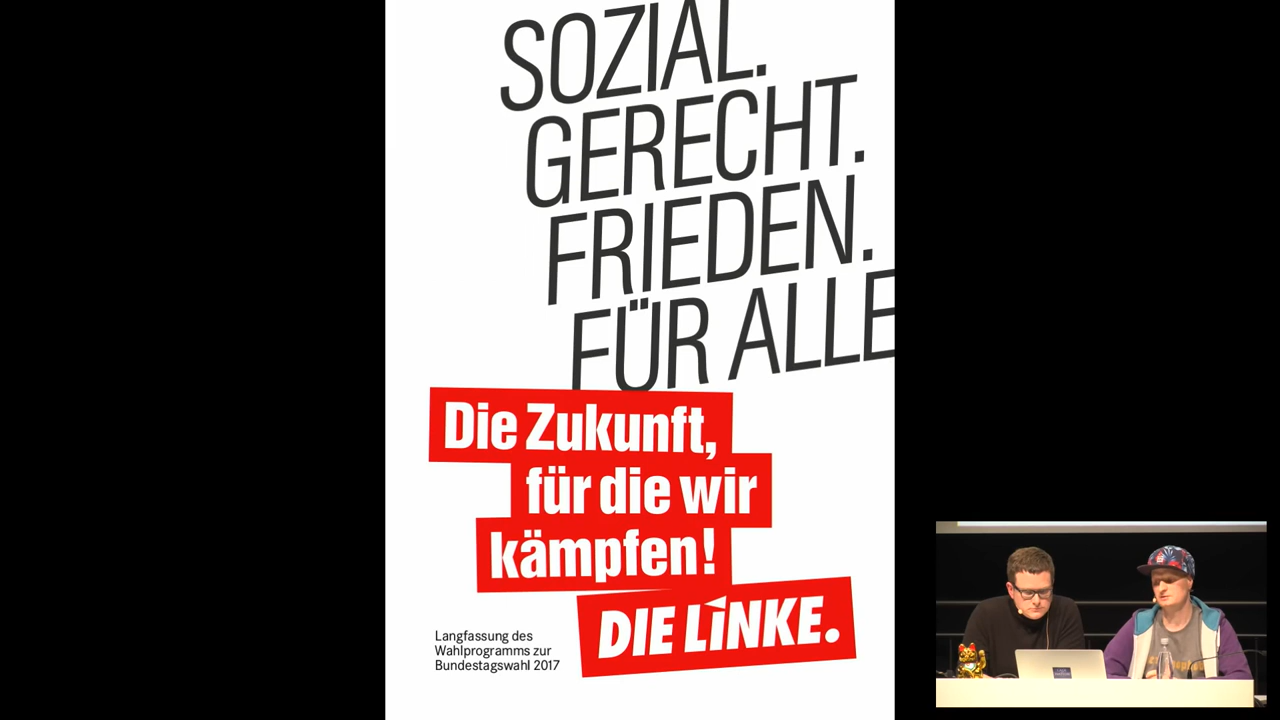 SOZIAL.
GERECHT.
FRIEDEN.
FÜR ALLE
Die Zukunft,
für die wir
kämpfen!
DIE LINKE.
Langfassung des
Wahlprogramms zur
Bundestagswahl 2017